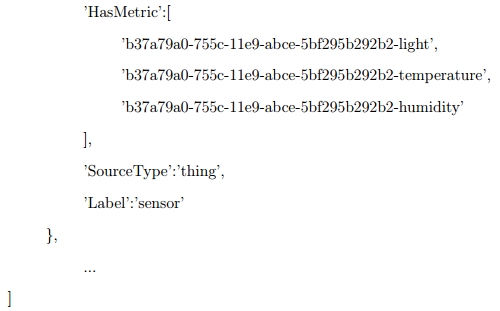 ’HasMetric’:[
’b37a79a0-755c-11e9-abce-5bf295b292b2-light’,
’b37a79a0-755c-11e9-abce-5bf295b292b2-temperature’,
’b37a79a0-755c-11e9-abce-5bf295b292b2-humidity’
],
’SourceType’:’thing’,
’Label’:’sensor’
},
...
]